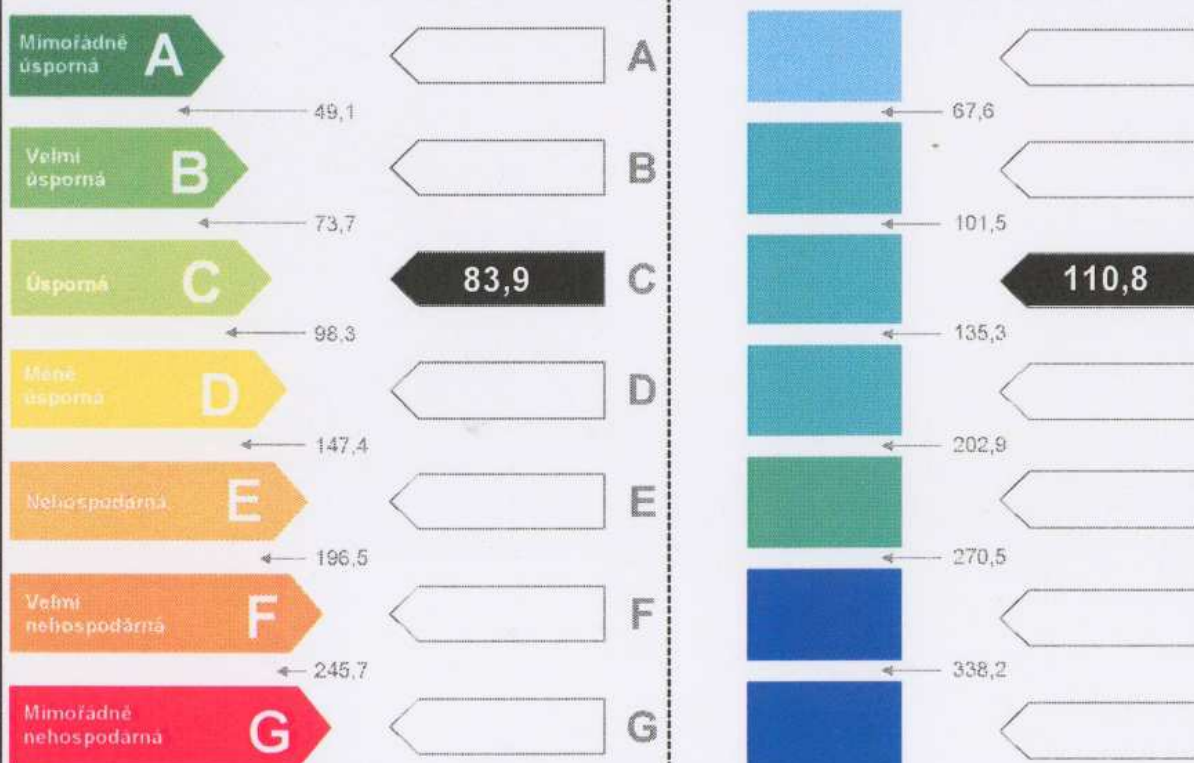 Mimořádně
úsporná
A
A
49,1
67,6
Velmi
úsporná
B
B
73,7
101,5
Úsporná
C
83,9
C
110,8
98,3
135,3
Méně
úsporná
D
D
147,4
202,9
Nehospodárná
E
E
196,5
270,5
Velmi
nehospodárná
F
F
245,7
338,2
Mimořádně
nehospodárná
G
G